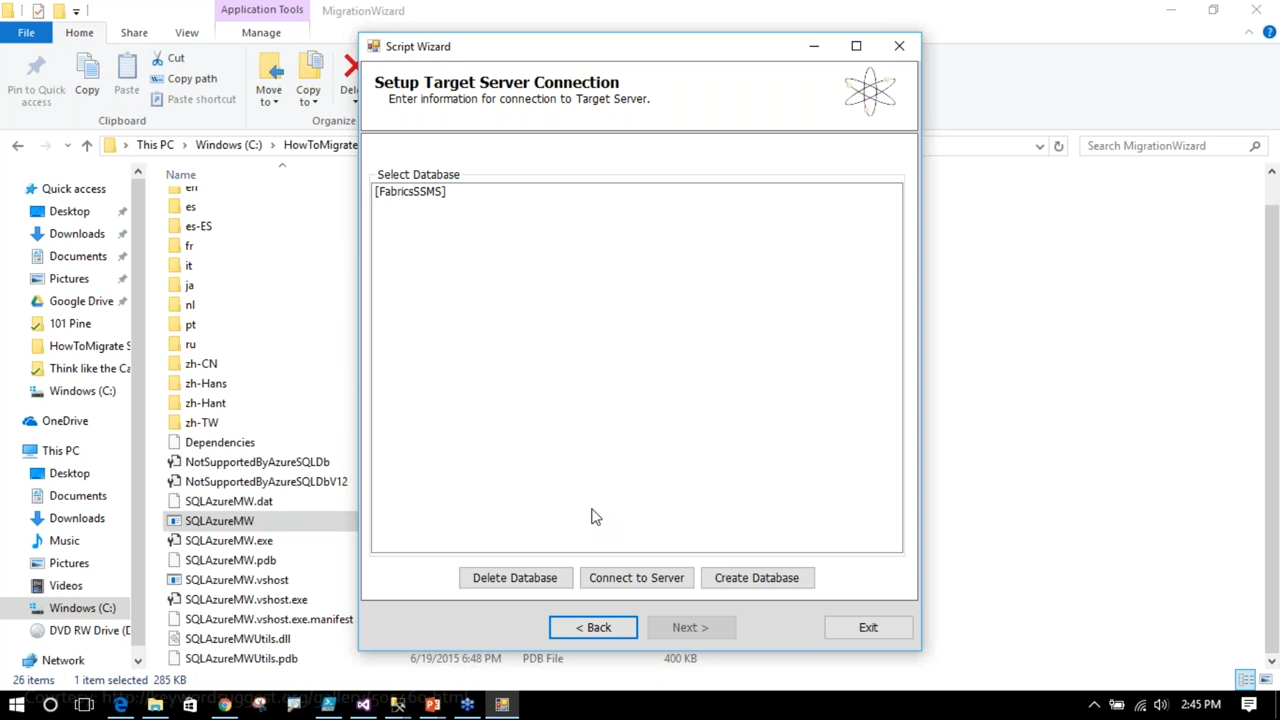 Application Tools
MigrationWizard
File
Home
Share
View
Manage
Pin to Quick
access
Copy
Paste
Cut
Copy path
Paste shortcut
Move
to
Copy
to
Clipboard
Organize
This PC
Windows (C:)
HowToMigrate
Search MigrationWizard
Quick access
Desktop
Downloads
Documents
Pictures
Google Drive
101 Pine
HowToMigrate S
Think like the Ca
Windows (C:)
OneDrive
This PC
Desktop
Documents
Downloads
Music
Pictures
Videos
Windows (C:)
DVD RW Drive (D
Network
Name
en
es
es-ES
fr
it
ja
nl
pt
ru
zh-CN
zh-Hans
zh-Hant
zh-TW
Dependencies
NotSupportedByAzureSQLDb
NotSupportedByAzureSQLDbV12
SQLAzureMW.dat
SQLAzureMW
SQLAzureMW.exe
SQLAzureMW.pdb
SQLAzureMW.vshost
SQLAzureMW.vshost.exe
SQLAzureMW.vshost.exe.manifest
SQLAzureMWUtils.dll
SQLAzureMWUtils.pdb
6/19/2015 6:48 PM
PDB File
400 KB
Script Wizard
Setup Target Server Connection
Enter information for connection to Target Server.
Select Database
[FabricsSSMS]
Delete Database
Connect to Server
Create Database
< Back
Next >
Exit
26 items
1 item selected 285 KB
2:45 PM